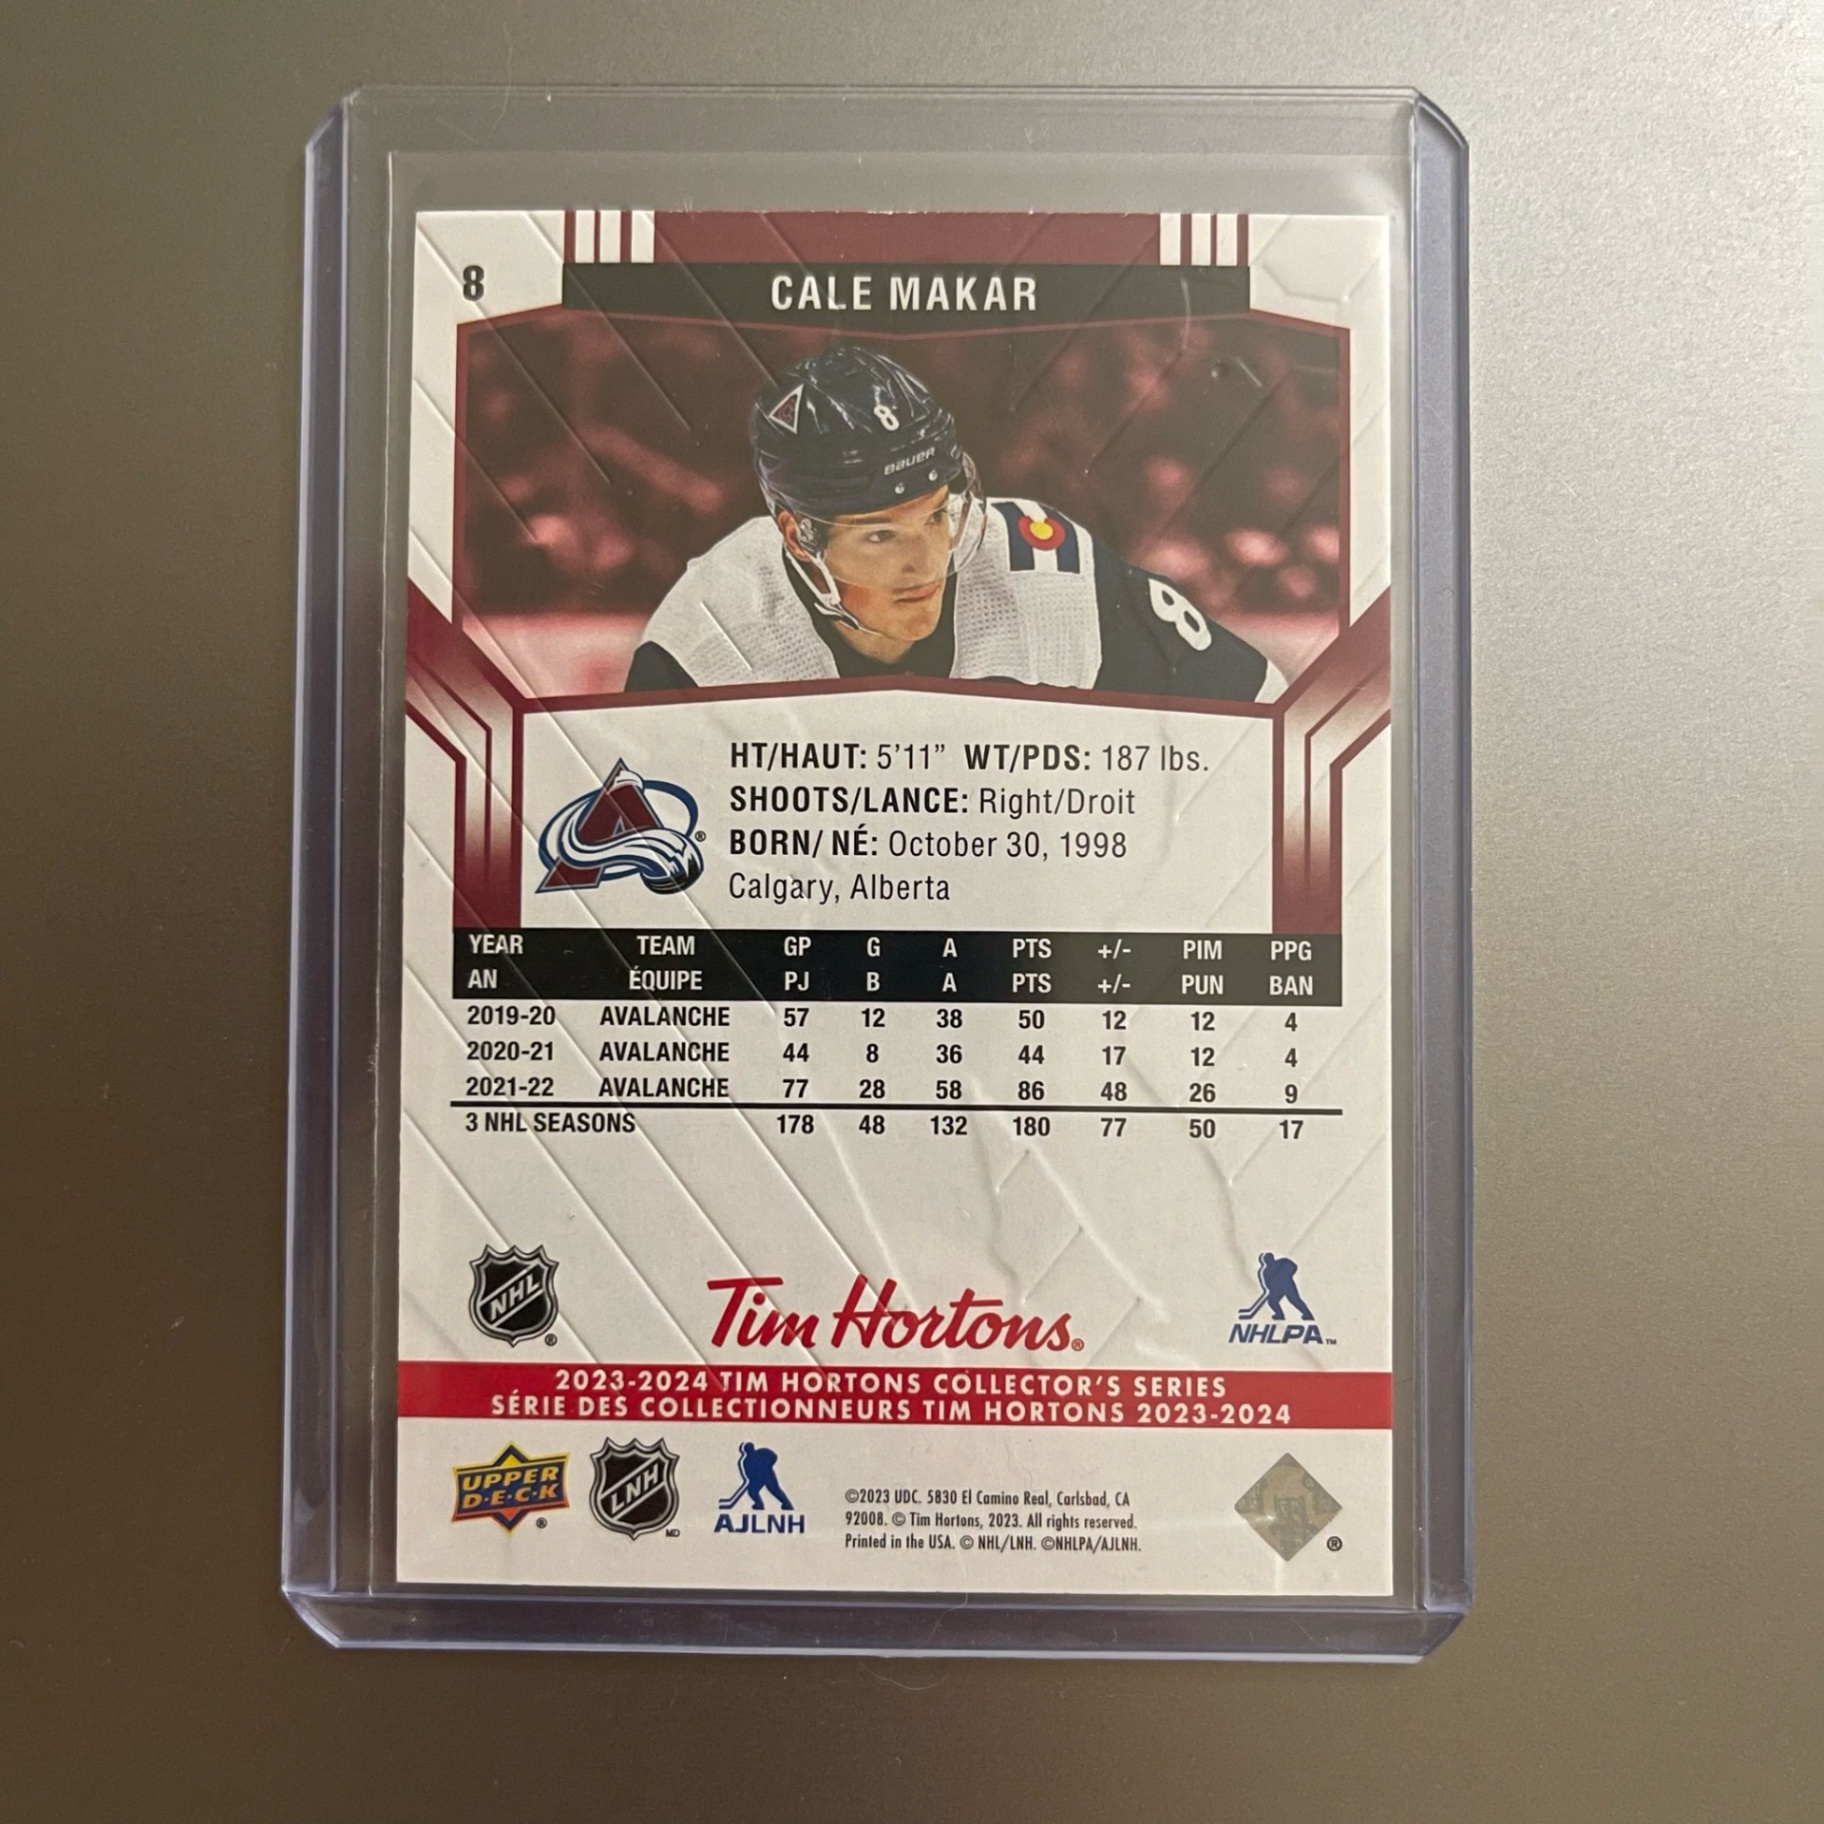 8
CALE MAKAR
8
BAUER
8
HT/HAUT: 5'11” WT/PDS: 187 lbs.
SHOOTS/LANCE: Right/Droit
BORN/ NÉ: October 30, 1998
Calgary, Alberta
®
YEAR TEAM GP G A PTS +/- PIM PPG
AN ÉQUIPE PJ B A PTS +/- PUN BAN
2019-20 AVALANCHE 57 12 38 50 12 12 4
2020-21 AVALANCHE 44 8 36 44 17 12 4
2021-22 AVALANCHE 77 28 58 86 48 26 9
3 NHL SEASONS 178 48 132 180 77 50 17
NHL ®
Tim Hortons®
NHLPA™
2023-2024 TIM HORTONS COLLECTOR'S SERIES
SÉRIE DES COLLECTIONNEURS TIM HORTONS 2023-2024
UPPER
D·E·C·K ®
LNH MD
AJLNH
©2023 UDC. 5830 El Camino Real, Carlsbad, CA
92008. © Tim Hortons, 2023. All rights reserved.
Printed in the USA. © NHL/LNH. ©NHLPA/AJLNH.
®